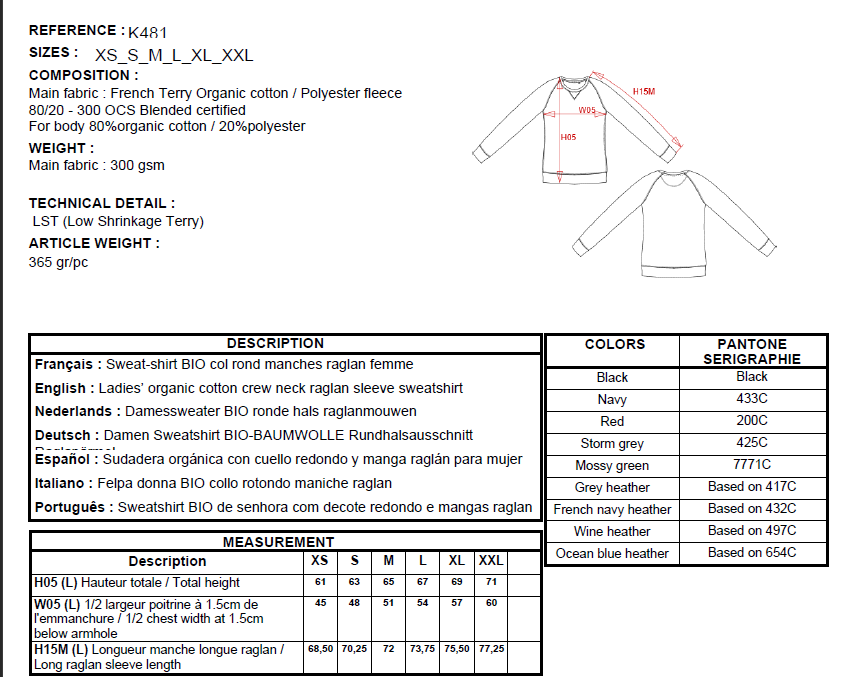 REFERENCE : K481
SIZES : XS_S_M_L_XL_XXL
COMPOSITION :
Main fabric : French Terry Organic cotton / Polyester fleece
80/20 - 300 OCS Blended certified
For body 80%organic cotton / 20%polyester
WEIGHT :
Main fabric : 300 gsm
TECHNICAL DETAIL :
LST (Low Shrinkage Terry)
ARTICLE WEIGHT :
365 gr/pc
H15M
W05
H05
DESCRIPTION
Français : Sweat-shirt BIO col rond manches raglan femme
English : Ladies’ organic cotton crew neck raglan sleeve sweatshirt
Nederlands : Damessweater BIO ronde hals raglanmouwen
Deutsch : Damen Sweatshirt BIO-BAUMWOLLE Rundhalsausschnitt
Español : Sudadera orgánica con cuello redondo y manga raglán para mujer
Italiano : Felpa donna BIO collo rotondo maniche raglan
Português : Sweatshirt BIO de senhora com decote redondo e mangas raglan
COLORS PANTONE
SERIGRAPHIE
Black Black
Navy 433C
Red 200C
Storm grey 425C
Mossy green 7771C
Grey heather Based on 417C
French navy heather Based on 432C
Wine heather Based on 497C
Ocean blue heather Based on 654C
MEASUREMENT
Description XS S M L XL XXL
H05 (L) Hauteur totale / Total height 61 63 65 67 69 71
W05 (L) 1/2 largeur poitrine à 1.5cm de 45 48 51 54 57 60
l'emmanchure / 1/2 chest width at 1.5cm
below armhole
H15M (L) Longueur manche longue raglan / 68,50 70,25 72 73,75 75,50 77,25
Long raglan sleeve length